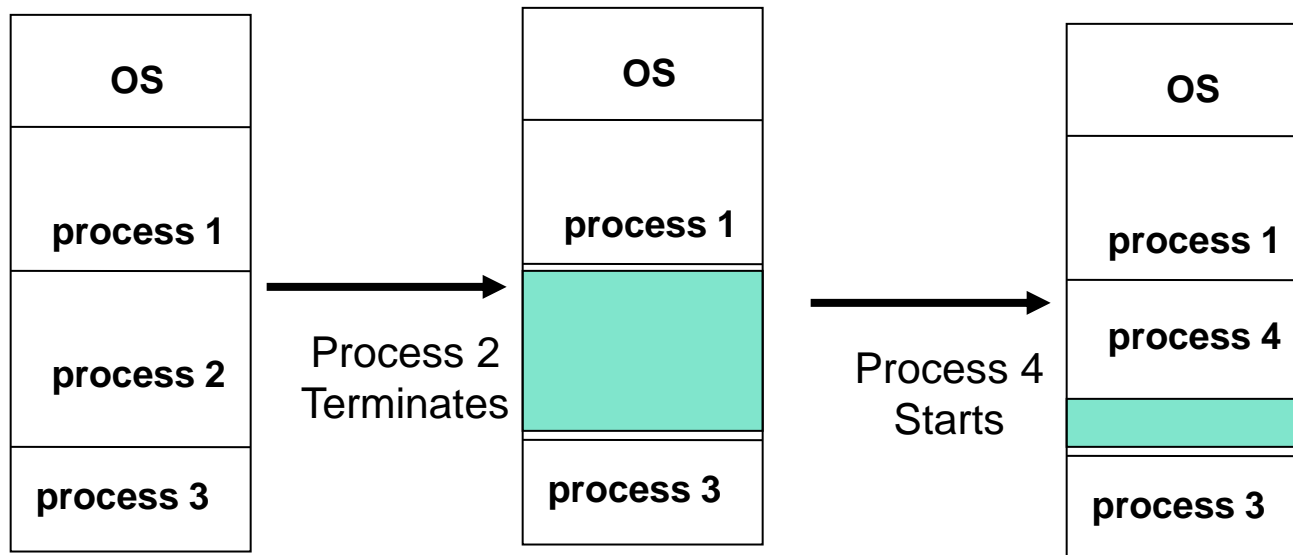 OS
process 1
process 2
process 3
Process 2
Terminates
OS
process 1
process 3
Process 4
Starts
OS
process 1
process 4
process 3